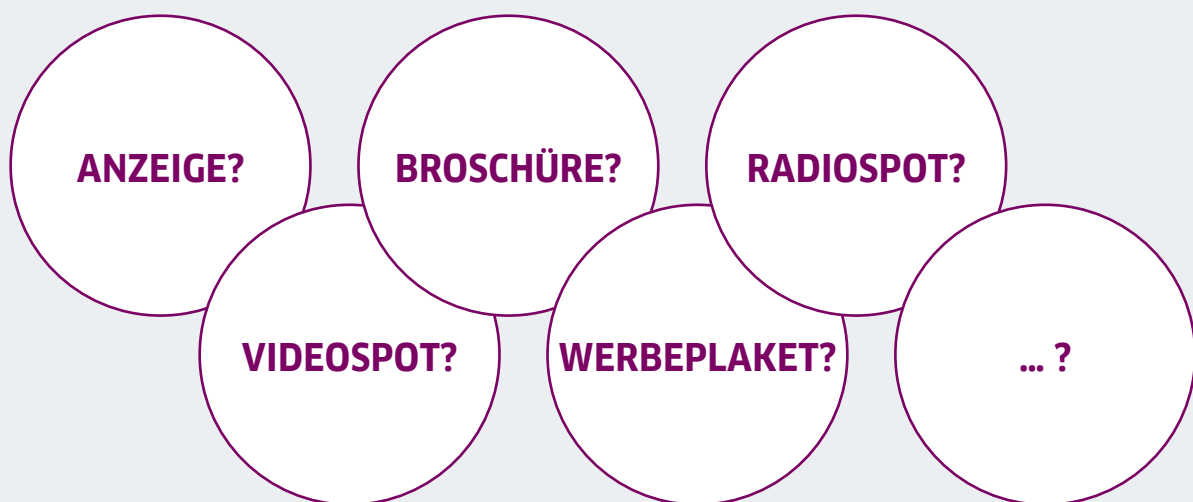 ANZEIGE?
BROSCHÜRE?
RADIOSPOT?
VIDEOSPOT?
WERBEPLAKET?
... ?